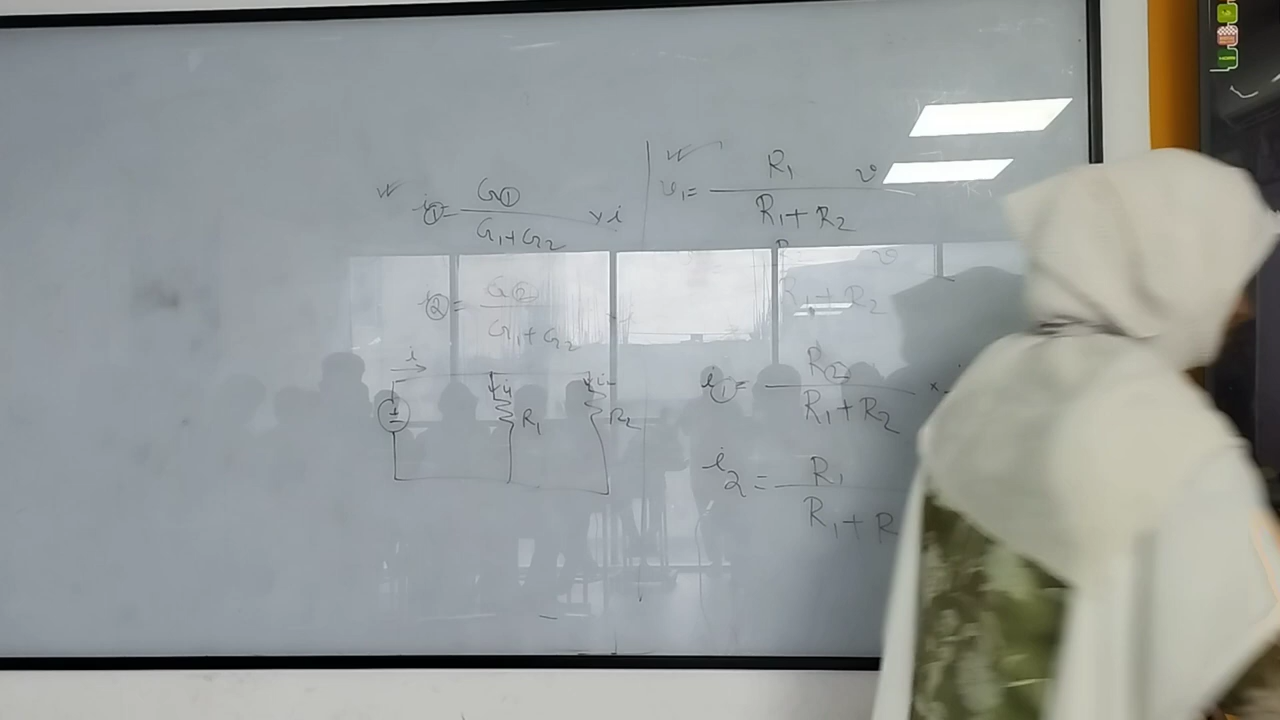 i1 = G1 / G1 + G2 × i
i2 = G2 / G1 + G2
i
i1
R1
i2
R2
v1 = R1 / R1 + R2 v
R1 + R2
v
i1 = R2 / R1 + R2 ×
i2 = R1 / R1 + R